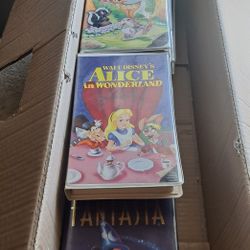 WALT DISNEY'S
ALICE
IN WONDERLAND
FANTASIA